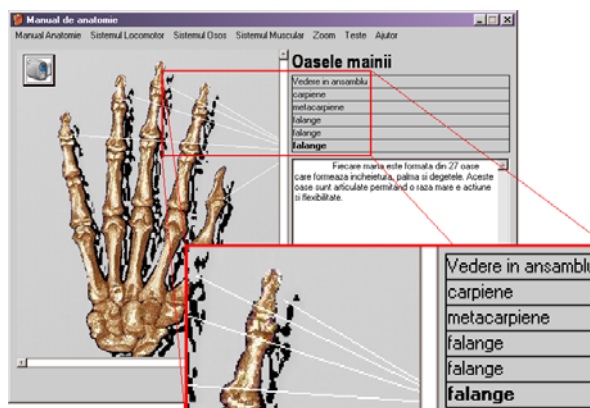 Manual de anatomie
Manual Anatomie Sistemul Locomotor Sistemul Osos Sistemul Muscular Zoom Teste Ajutor
Oasele mainii
Vedere in ansamblu
carpiene
metacarpiene
falange
falange
falange
Fiecare mana este formata din 27 oase
care formeaza incheietura, palma si degetele. Aceste
oase sunt articulate permitand o raza mare e actiune
si flexibilitate.
Vedere in ansamblu
carpiene
metacarpiene
falange
falange
falange